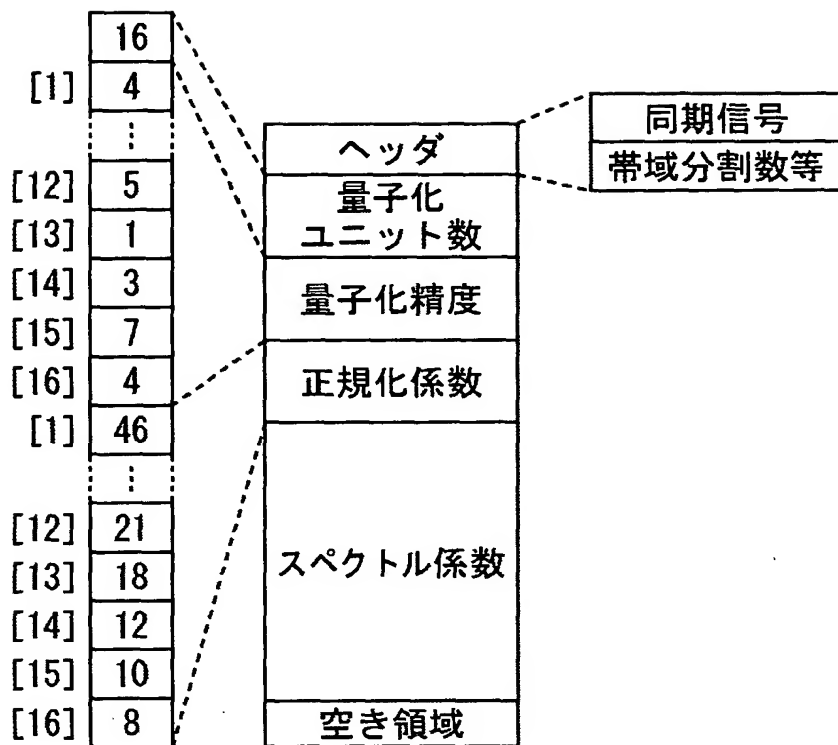 16
[1] 4
⋮
[12] 5
[13] 1
[14] 3
[15] 7
[16] 4
[1] 46
⋮
[12] 21
[13] 18
[14] 12
[15] 10
[16] 8
ヘッダ
量子化
ユニット数
量子化精度
正規化係数
スペクトル係数
空き領域
同期信号
帯域分割数等